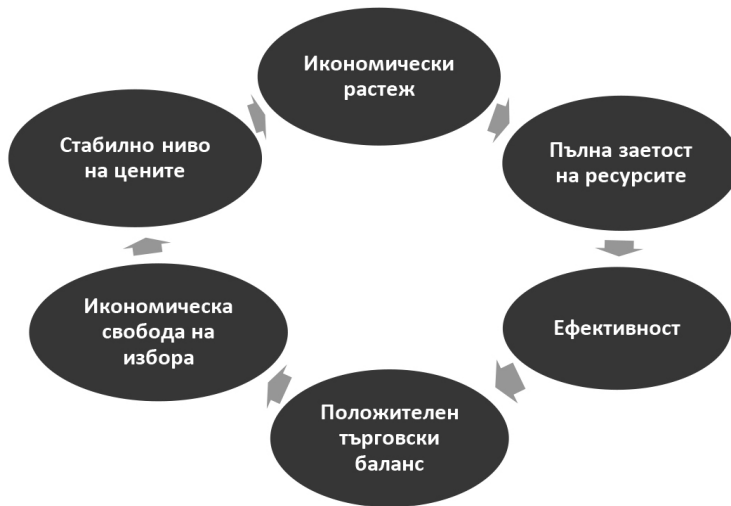 Икономически
растеж
Пълна заетост
на ресурсите
Ефективност
Положителен
търговски
баланс
Икономическа
свобода на
избора
Стабилно ниво
на цените